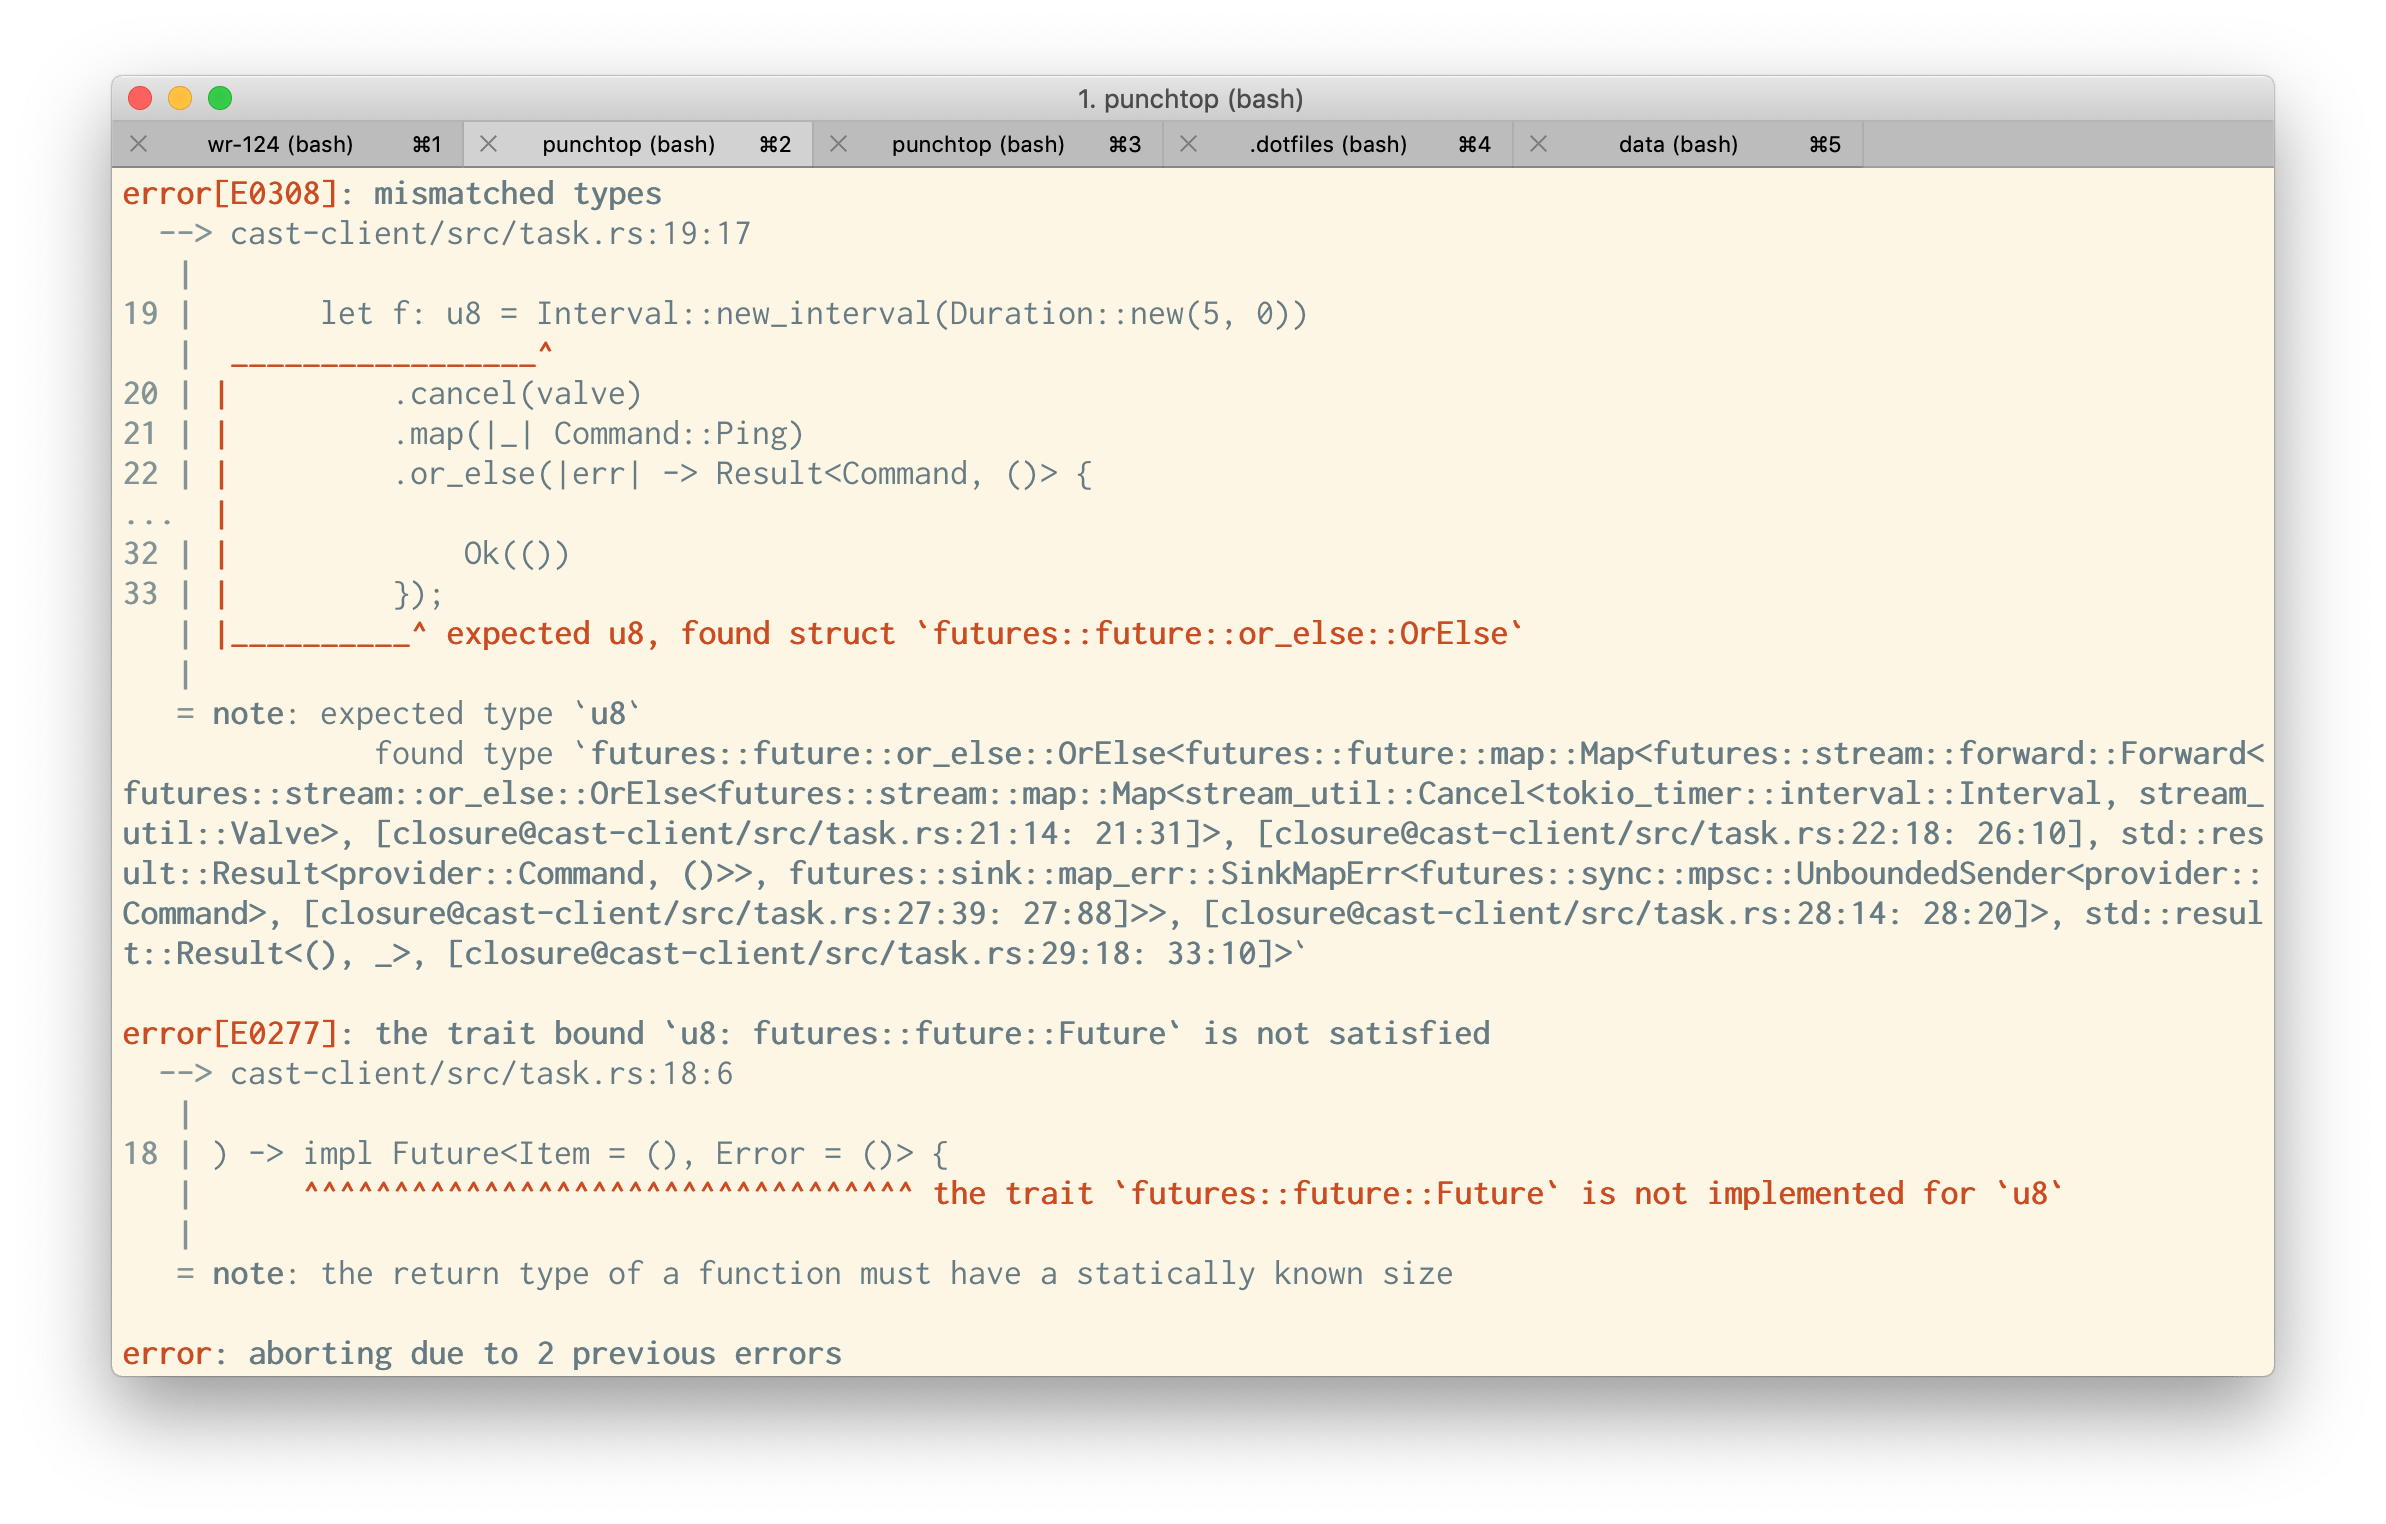 1. punchtop (bash)
wr-124 (bash) ⌘1 punchtop (bash) ⌘2 punchtop (bash) ⌘3 .dotfiles (bash) ⌘4 data (bash) ⌘5
error[E0308]: mismatched types
  --> cast-client/src/task.rs:19:17
   |
19 |       let f: u8 = Interval::new_interval(Duration::new(5, 0))
   |  _________________^
20 | |         .cancel(valve)
21 | |         .map(|_| Command::Ping)
22 | |         .or_else(|err| -> Result<Command, ()> {
...  |
32 | |             Ok(())
33 | |         });
   | |__________^ expected u8, found struct `futures::future::or_else::OrElse`
   |
   = note: expected type `u8`
              found type `futures::future::or_else::OrElse<futures::future::map::Map<futures::stream::forward::Forward<
futures::stream::or_else::OrElse<futures::stream::map::Map<stream_util::Cancel<tokio_timer::interval::Interval, stream_
util::Valve>, [closure@cast-client/src/task.rs:21:14: 21:31]>, [closure@cast-client/src/task.rs:22:18: 26:10], std::res
ult::Result<provider::Command, ()>>, futures::sink::map_err::SinkMapErr<futures::sync::mpsc::UnboundedSender<provider::
Command>, [closure@cast-client/src/task.rs:27:39: 27:88]>>, [closure@cast-client/src/task.rs:28:14: 28:20]>, std::resul
t::Result<(), _>, [closure@cast-client/src/task.rs:29:18: 33:10]>`
error[E0277]: the trait bound `u8: futures::future::Future` is not satisfied
  --> cast-client/src/task.rs:18:6
   |
18 | ) -> impl Future<Item = (), Error = ()> {
   |      ^^^^^^^^^^^^^^^^^^^^^^^^^^^^^^^^^^ the trait `futures::future::Future` is not implemented for `u8`
   |
   = note: the return type of a function must have a statically known size
error: aborting due to 2 previous errors